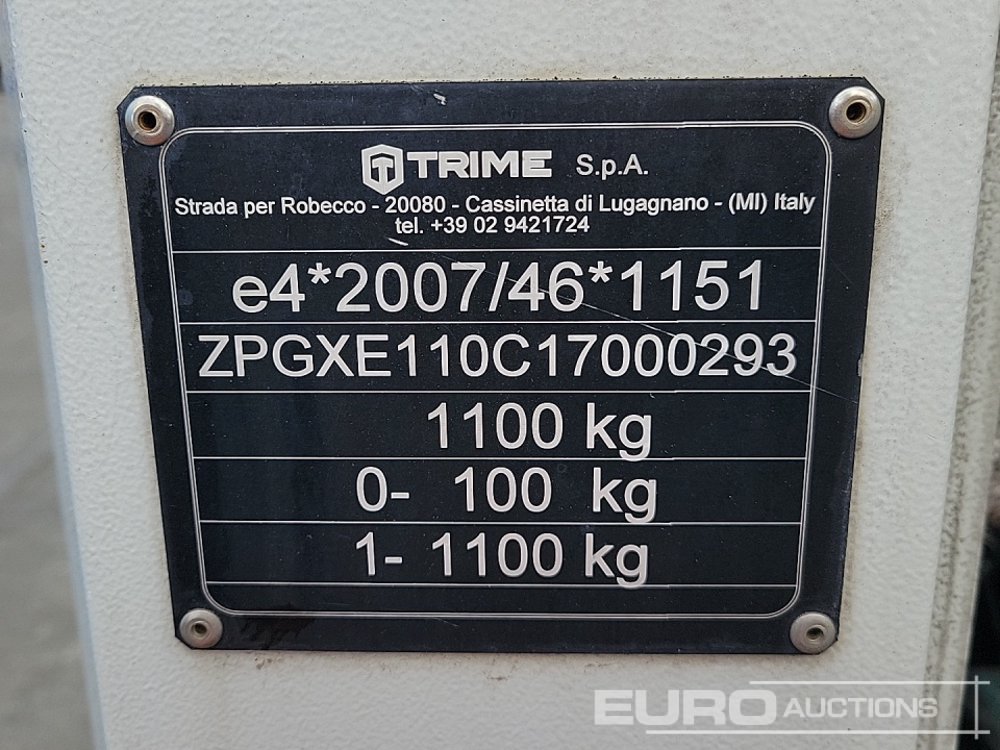 TRIME S.p.A.
Strada per Robecco - 20080 - Cassinetta di Lugagnano - (MI) Italy
tel. +39 02 9421724
e4*2007/46*1151
ZPGXE110C17000293
1100 kg
0- 100 kg
1- 1100 kg
EURO AUCTIONS